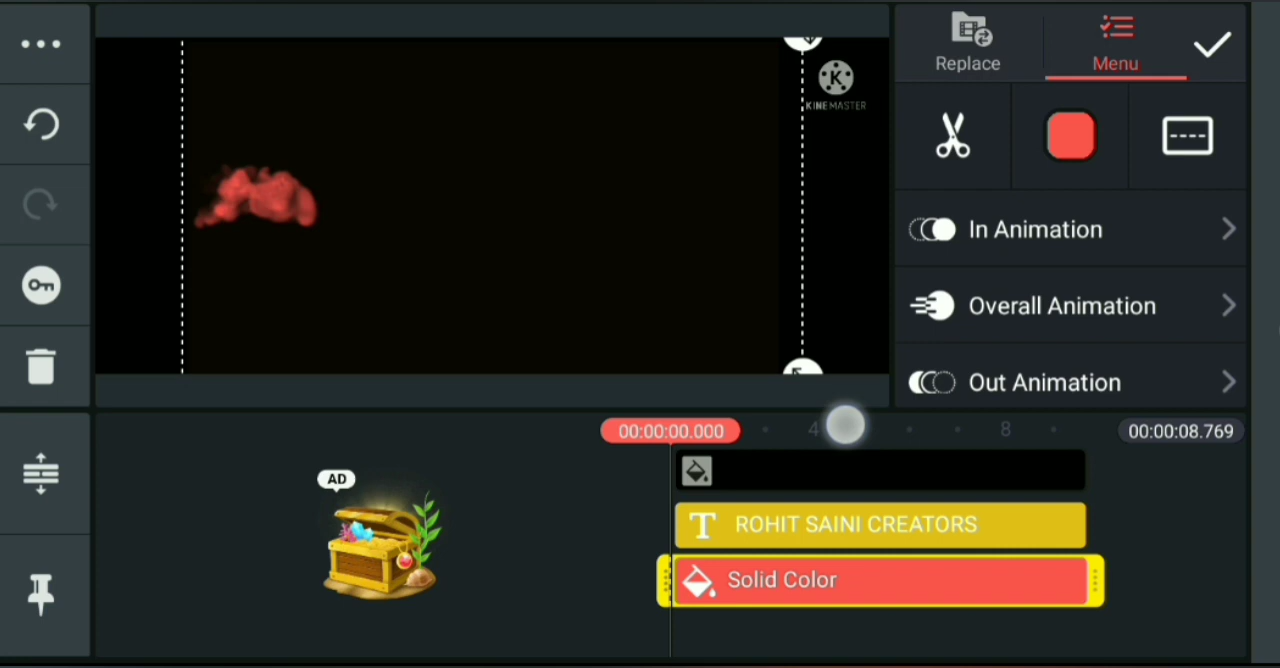 Replace
Menu
K
KINEMASTER
In Animation
Overall Animation
Out Animation
00:00:00.000
4
8
00:00:08.769
AD
T
ROHIT SAINI CREATORS
Solid Color